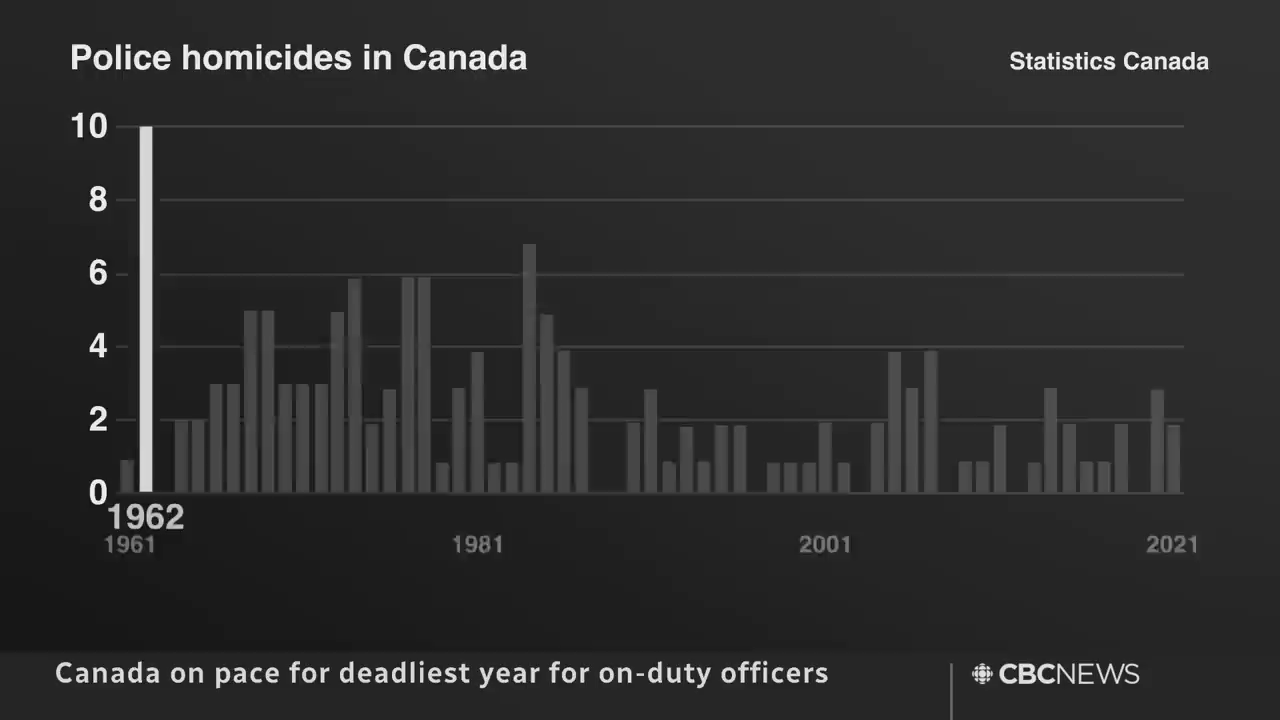 Police homicides in Canada
Statistics Canada
10
8
6
4
2
0
1962
1961 1981 2001 2021
Canada on pace for deadliest year for on-duty officers
CBCNEWS